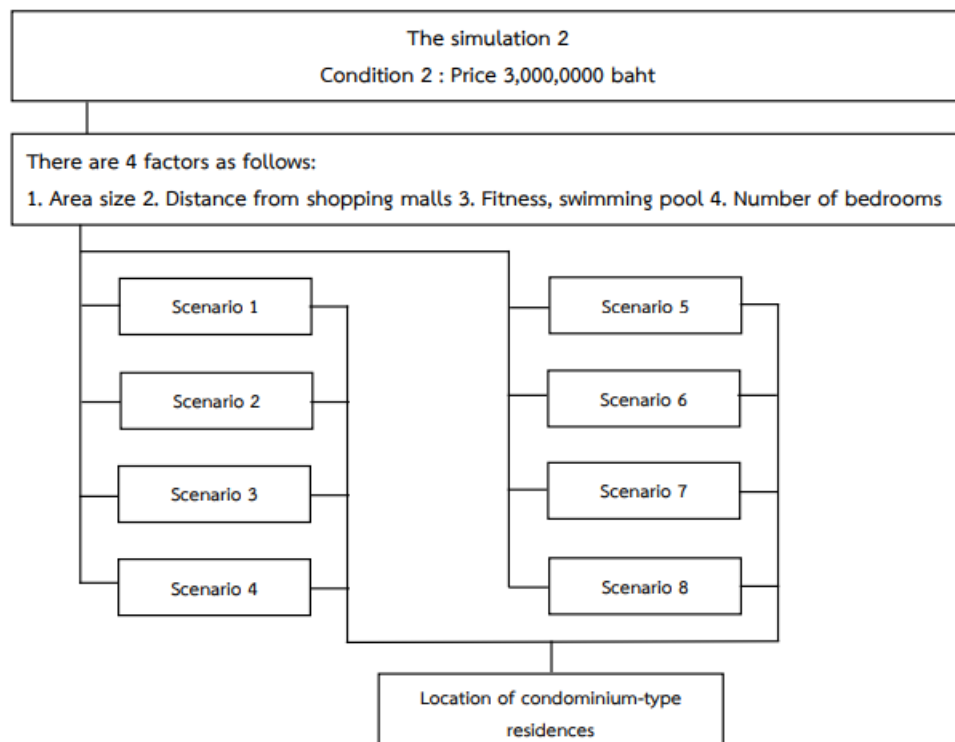 The simulation 2
Condition 2 : Price 3,000,0000 baht
There are 4 factors as follows:
1. Area size 2. Distance from shopping malls 3. Fitness, swimming pool 4. Number of bedrooms
Scenario 1
Scenario 2
Scenario 3
Scenario 4
Scenario 5
Scenario 6
Scenario 7
Scenario 8
Location of condominium-type
residences